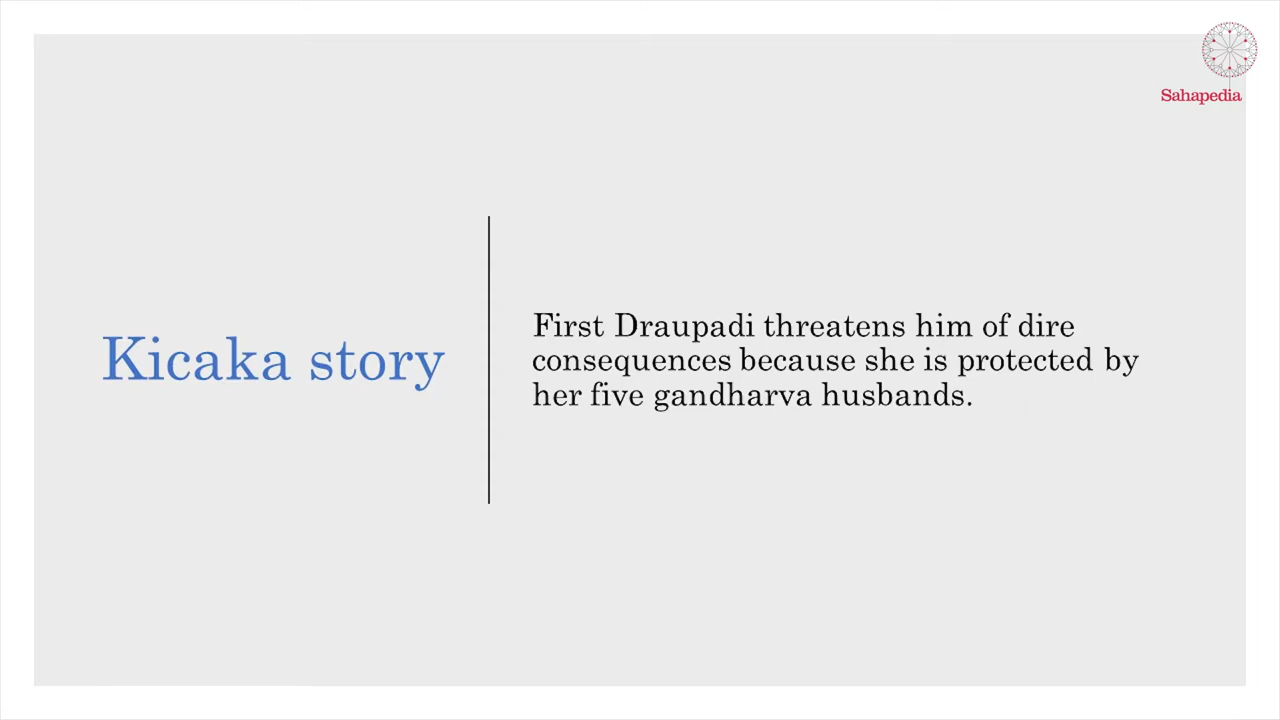 Sahapedia
Kicaka story
First Draupadi threatens him of dire
consequences because she is protected by
her five gandharva husbands.